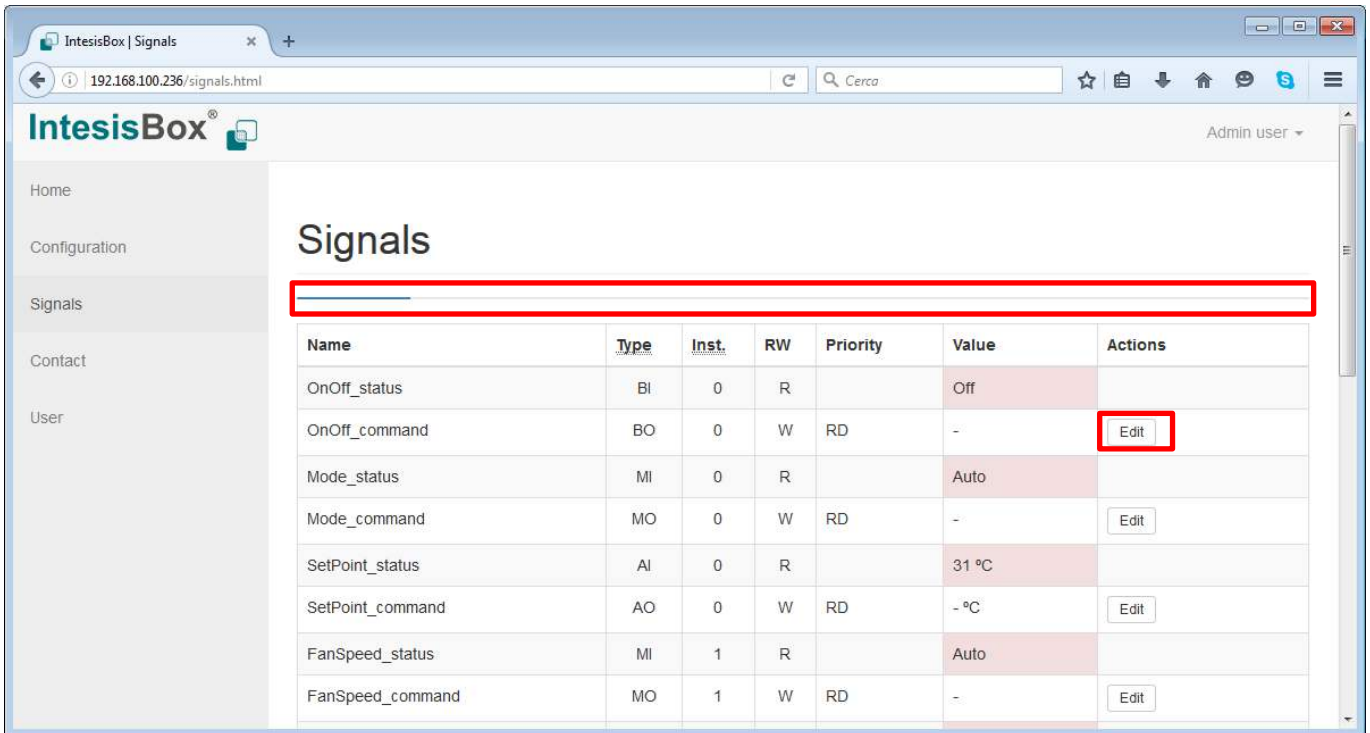 IntesisBox | Signals
192.168.100.236/signals.html
Cerca
IntesisBox®
Admin user
Home
Configuration
Signals
Contact
User
Signals
Name Type Inst. RW Priority Value Actions
OnOff_status BI 0 R Off
OnOff_command BO 0 W RD - Edit
Mode_status MI 0 R Auto
Mode_command MO 0 W RD - Edit
SetPoint_status AI 0 R 31 ºC
SetPoint_command AO 0 W RD - ºC Edit
FanSpeed_status MI 1 R Auto
FanSpeed_command MO 1 W RD - Edit